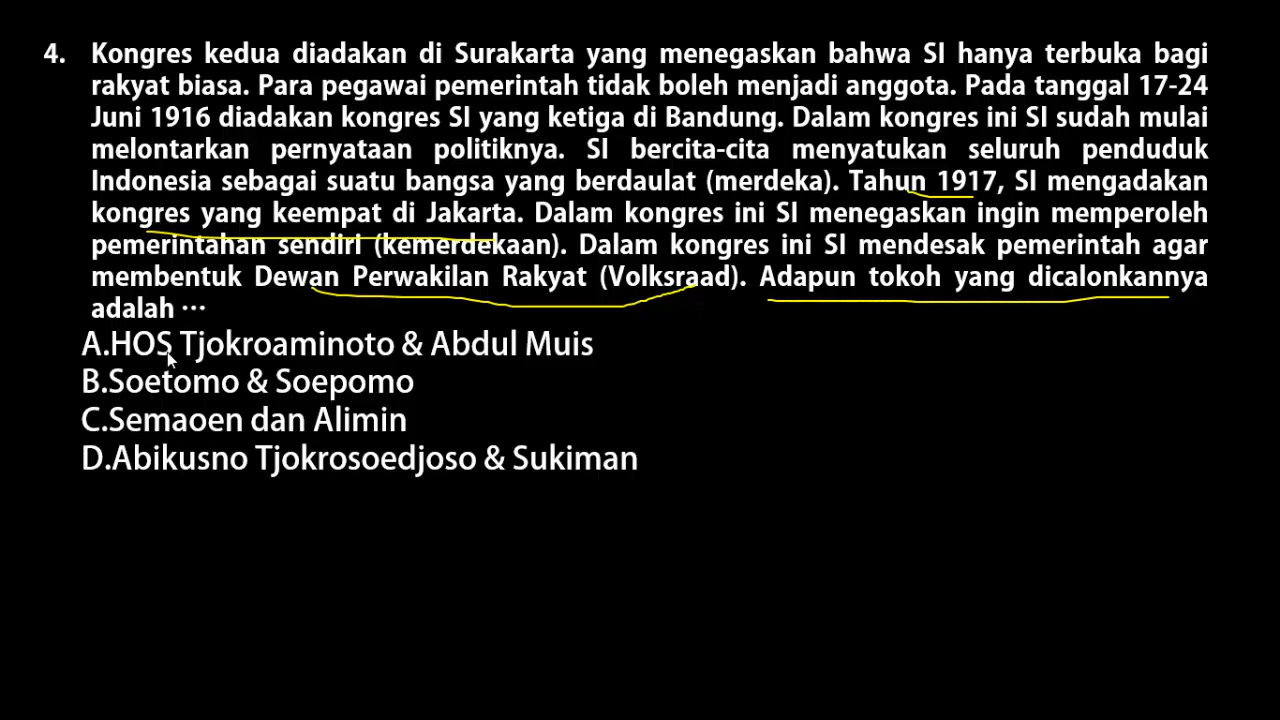 4. Kongres kedua diadakan di Surakarta yang menegaskan bahwa SI hanya terbuka bagi
rakyat biasa. Para pegawai pemerintah tidak boleh menjadi anggota. Pada tanggal 17-24
Juni 1916 diadakan kongres SI yang ketiga di Bandung. Dalam kongres ini SI sudah mulai
melontarkan pernyataan politiknya. SI bercita-cita menyatukan seluruh penduduk
Indonesia sebagai suatu bangsa yang berdaulat (merdeka). Tahun 1917, SI mengadakan
kongres yang keempat di Jakarta. Dalam kongres ini SI menegaskan ingin memperoleh
pemerintahan sendiri (kemerdekaan). Dalam kongres ini SI mendesak pemerintah agar
membentuk Dewan Perwakilan Rakyat (Volksraad). Adapun tokoh yang dicalonkannya
adalah ⋯
A.HOS Tjokroaminoto & Abdul Muis
B.Soetomo & Soepomo
C.Semaoen dan Alimin
D.Abikusno Tjokrosoedjoso & Sukiman